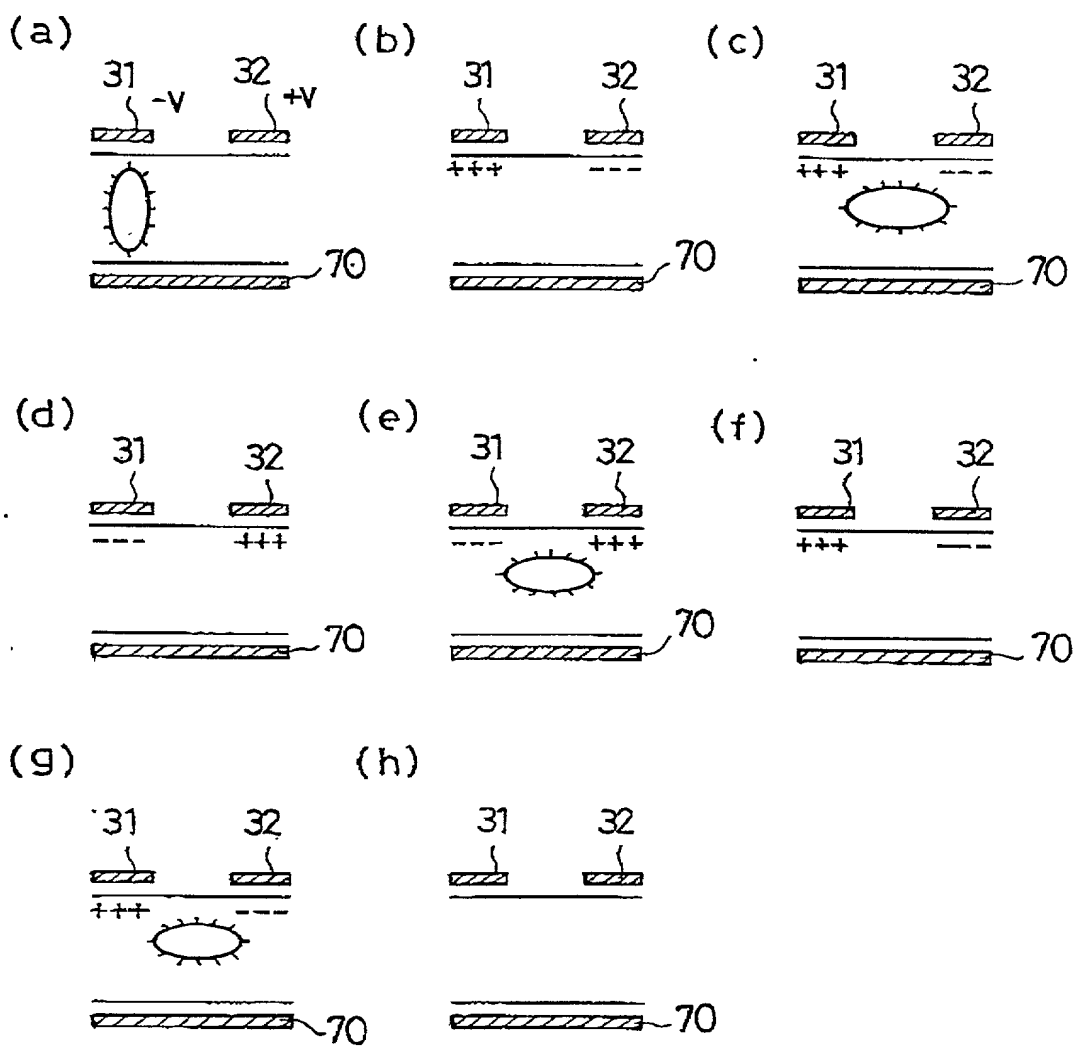 (a)
31 -V 32 +V
70
(b)
31 32
+++ ---
70
(c)
31 32
+++ ---
70
(d)
31 32
--- +++
70
(e)
31 32
--- +++
70
(f)
31 32
+++ ---
70
(g)
31 32
+++ ---
70
(h)
31 32
70